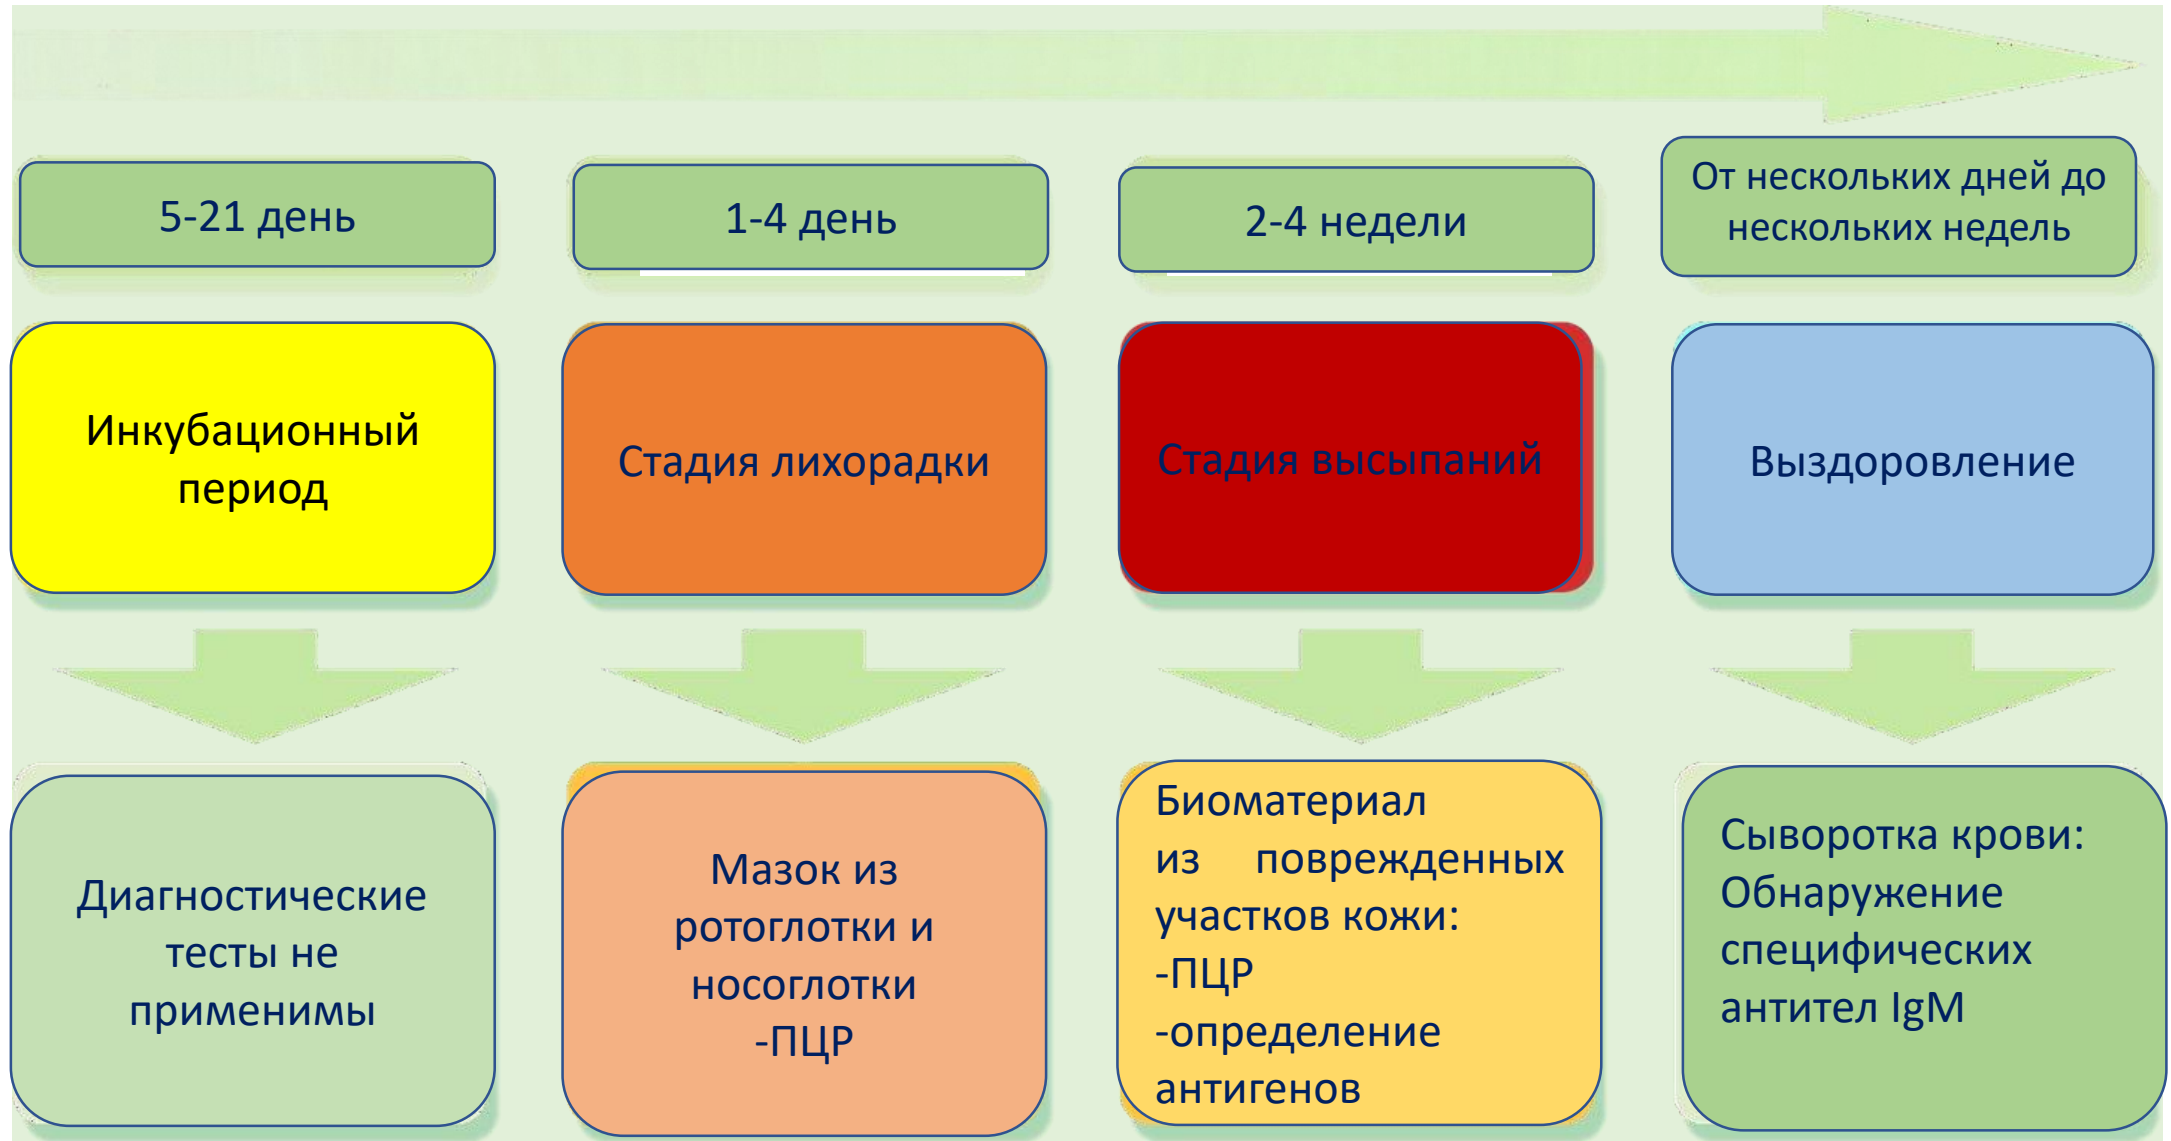 5-21 день
1-4 день
2-4 недели
От нескольких дней до
нескольких недель
Инкубационный
период
Стадия лихорадки
Стадия высыпаний
Выздоровление
Диагностические
тесты не
применимы
Мазок из
ротоглотки и
носоглотки
-ПЦР
Биоматериал
из поврежденных
участков кожи:
-ПЦР
-определение
антигенов
Сыворотка крови:
Обнаружение
специфических
антител IgM